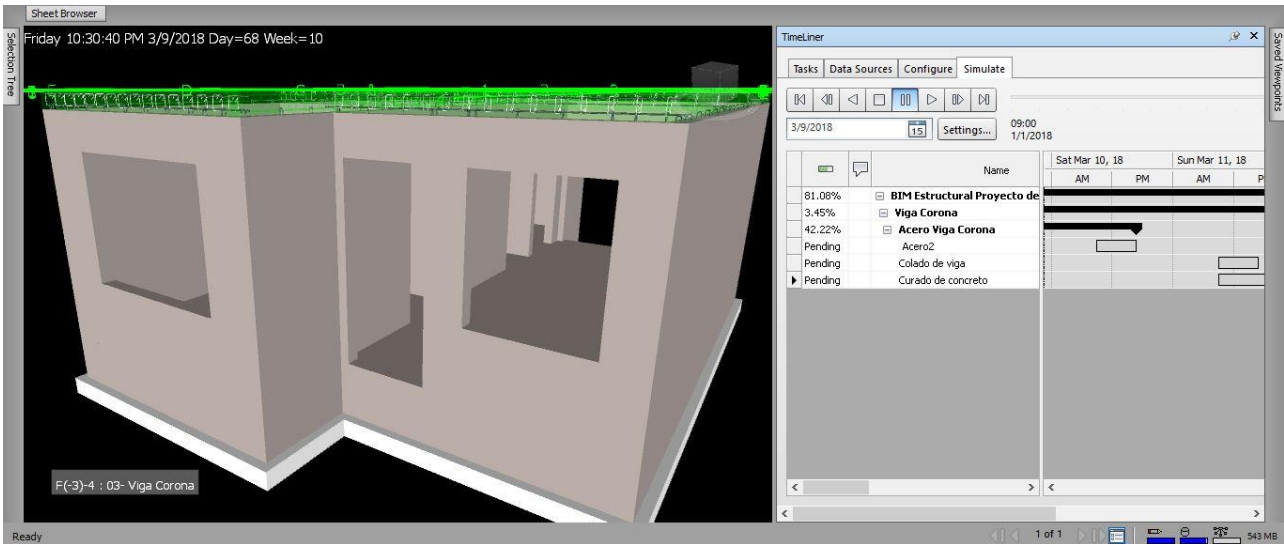 Sheet Browser
Selection Tree
Friday 10:30:40 PM 3/9/2018 Day=68 Week=10
F(-3)-4 : 03- Viga Corona
TimeLiner
Saved Viewpoints
Tasks Data Sources Configure Simulate
3/9/2018 15 Settings... 09:00
1/1/2018
Name Sat Mar 10, 18 Sun Mar 11, 18
AM PM AM P
81.08% BIM Estructural Proyecto de
3.45% Viga Corona
42.22% Acero Viga Corona
Pending Acero2
Pending Colado de viga
Pending Curado de concreto
Ready 1 of 1 543 MB